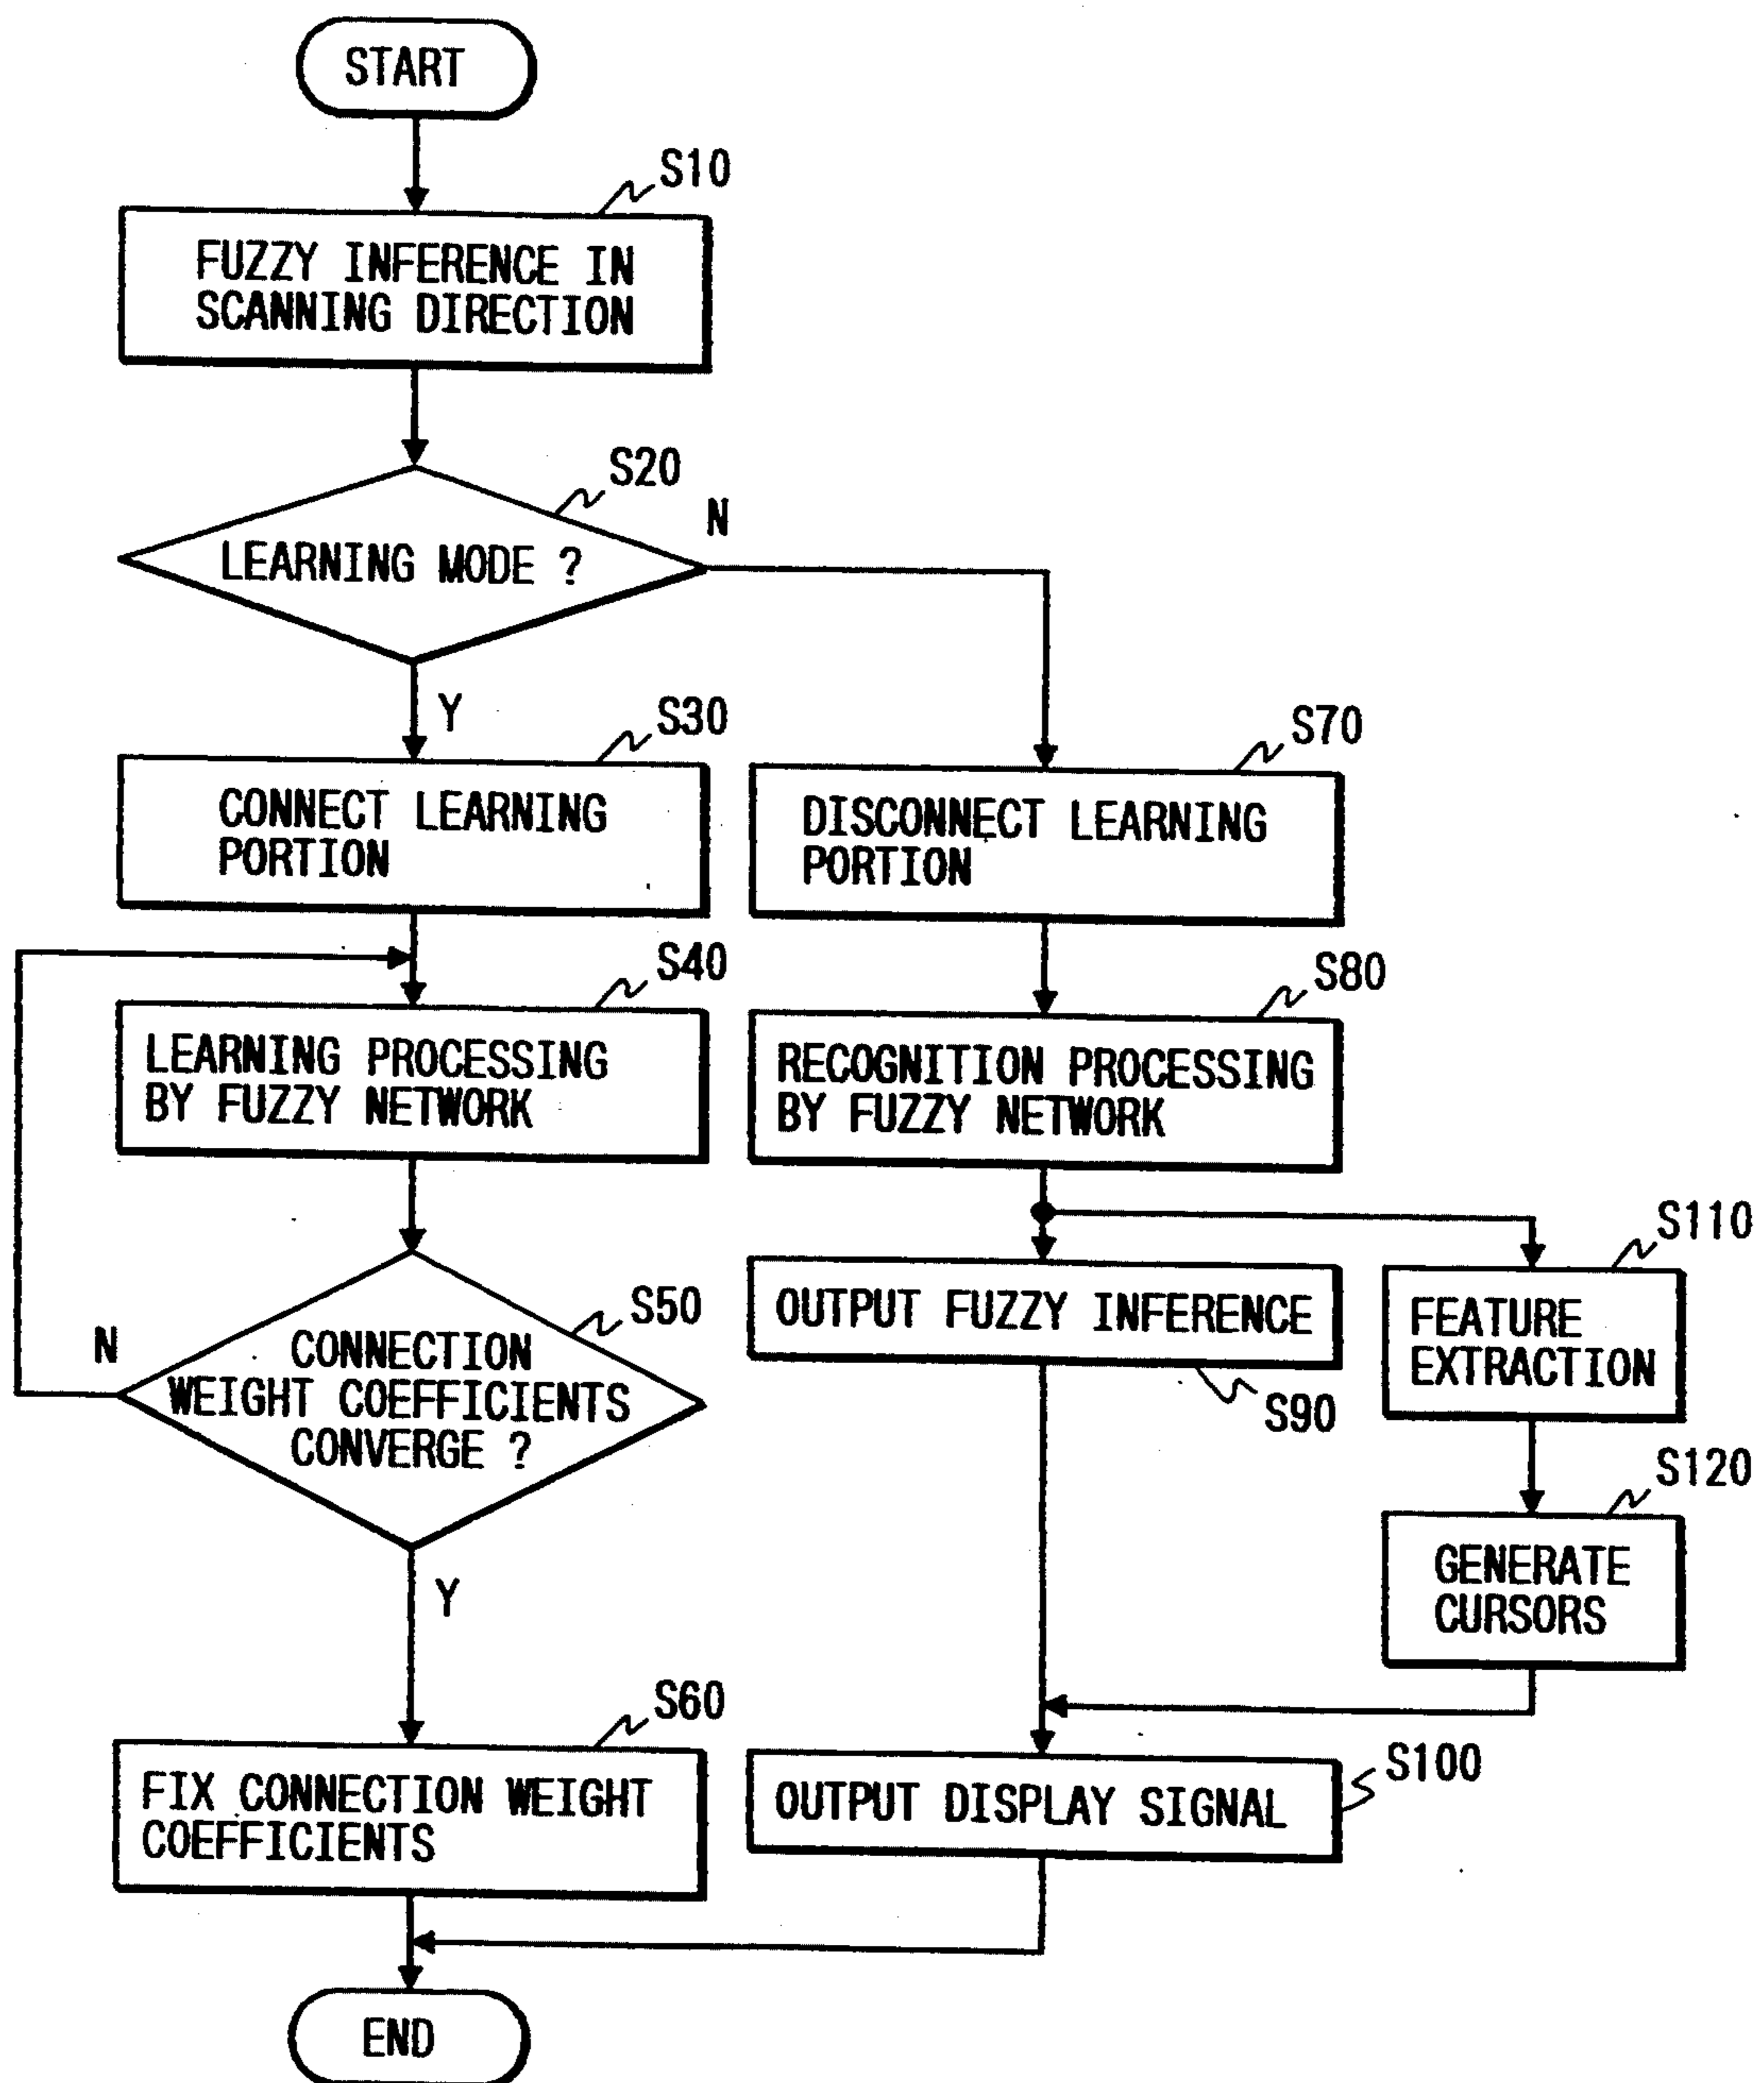 START
S10
FUZZY INFERENCE IN
SCANNING DIRECTION
S20
LEARNING MODE ?
N
Y
S30
CONNECT LEARNING
PORTION
S70
DISCONNECT LEARNING
PORTION
S40
LEARNING PROCESSING
BY FUZZY NETWORK
S80
RECOGNITION PROCESSING
BY FUZZY NETWORK
S50
CONNECTION
WEIGHT COEFFICIENTS
CONVERGE ?
N
Y
OUTPUT FUZZY INFERENCE
S90
S110
FEATURE
EXTRACTION
S120
GENERATE
CURSORS
S60
FIX CONNECTION WEIGHT
COEFFICIENTS
S100
OUTPUT DISPLAY SIGNAL
END